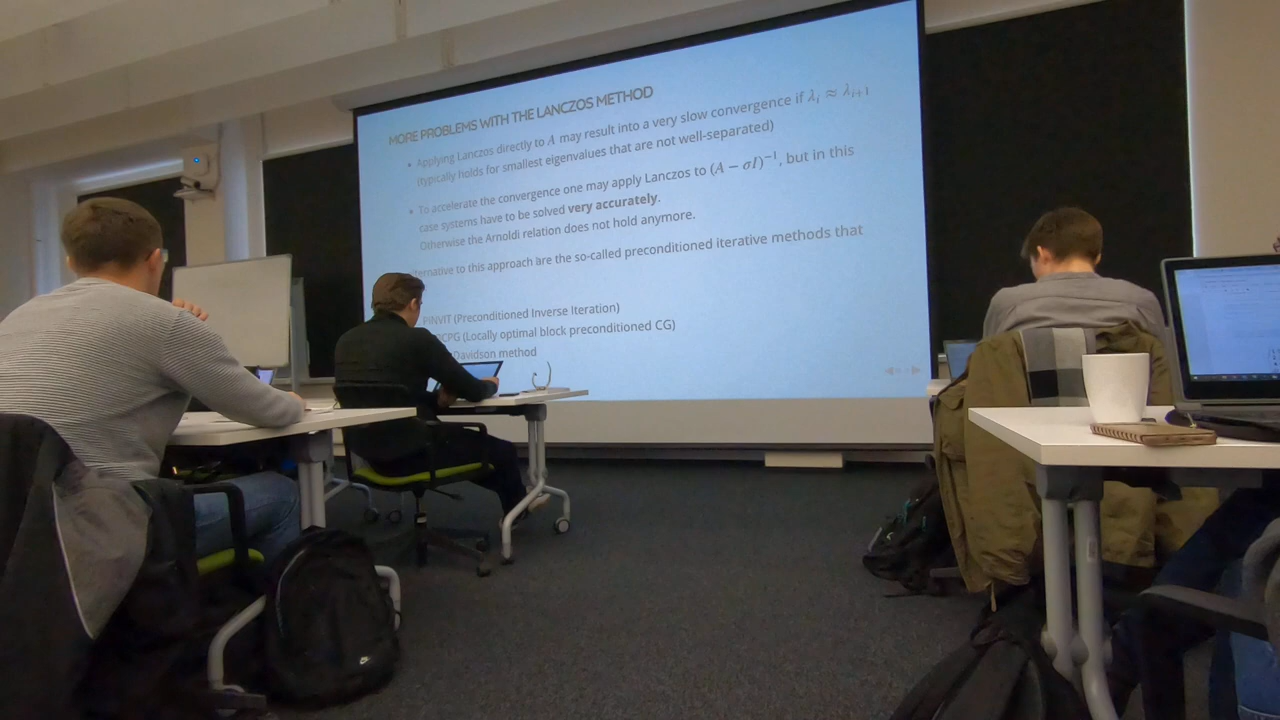 MORE PROBLEMS WITH THE LANCZOS METHOD
• Applying Lanczos directly to A may result into a very slow convergence if λᵢ ≈ λᵢ₊₁
(typically holds for smallest eigenvalues that are not well-separated)
• To accelerate the convergence one may apply Lanczos to (A − σI)⁻¹, but in this
case systems have to be solved very accurately.
Otherwise the Arnoldi relation does not hold anymore.
ternative to this approach are the so-called preconditioned iterative methods that
PINVIT (Preconditioned Inverse Iteration)
PCG (Locally optimal block preconditioned CG)
Davidson method